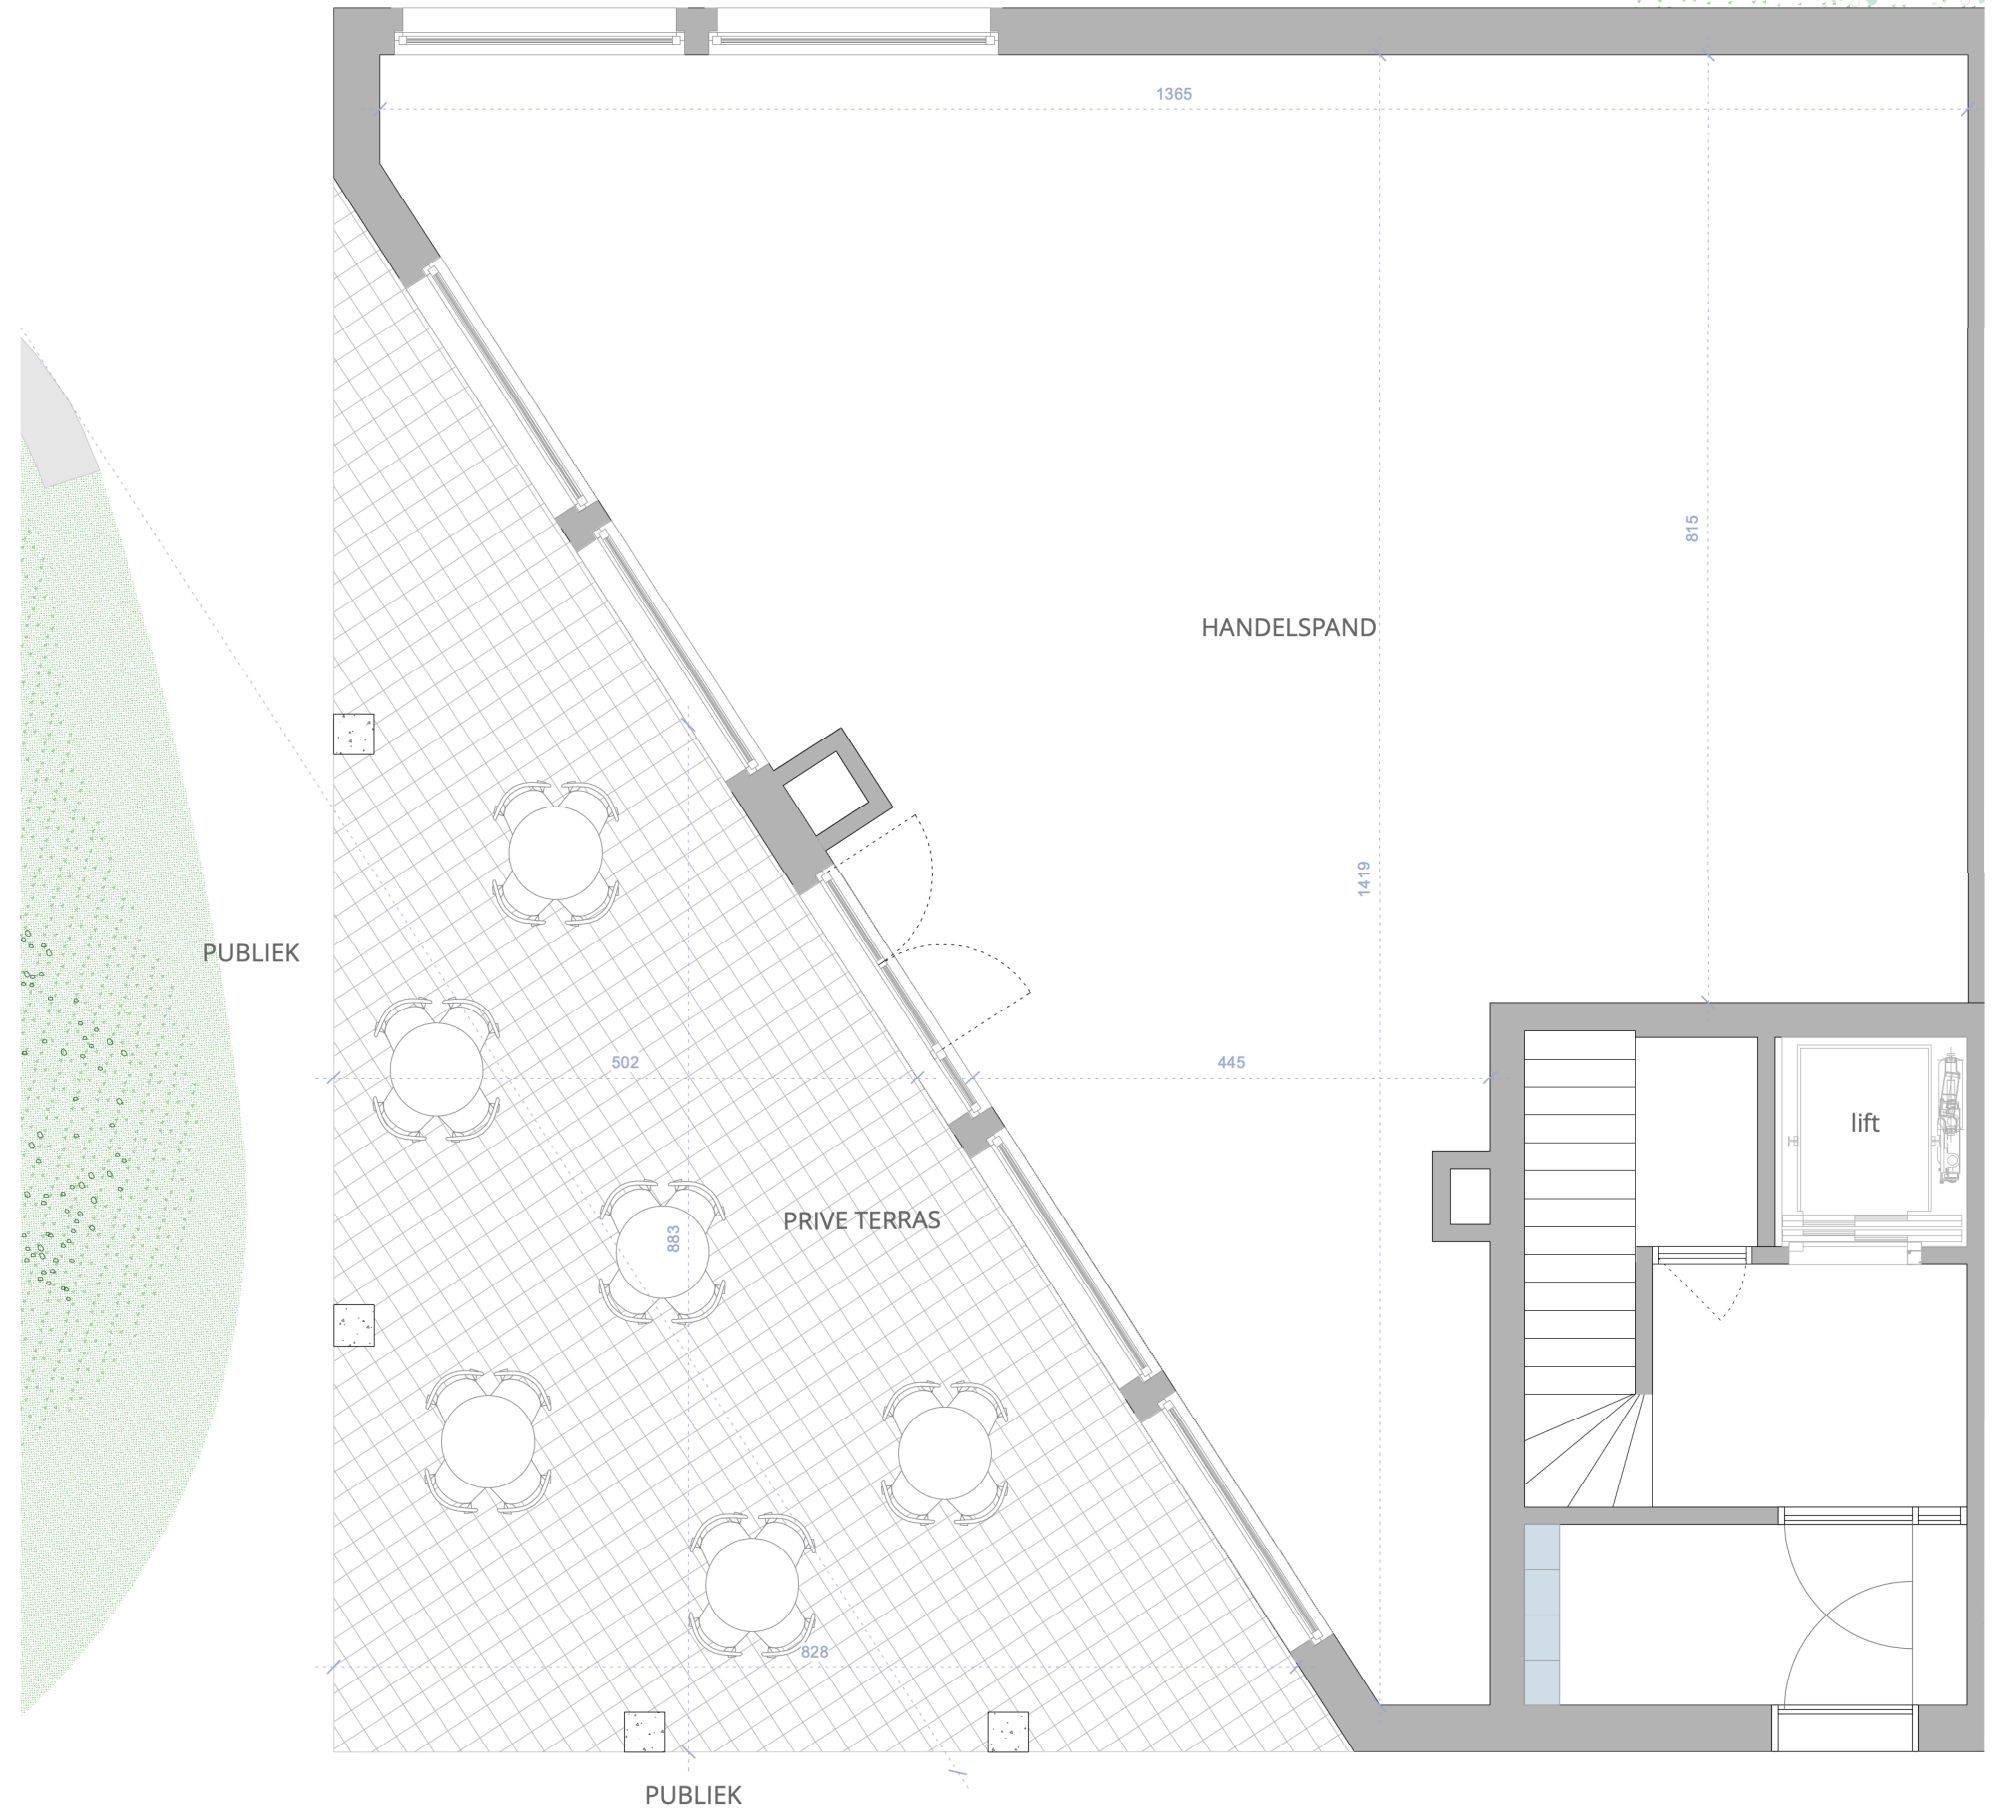 1365
815
HANDELSPAND
1419
PUBLIEK
502
445
lift
PRIVE TERRAS
883
828
PUBLIEK